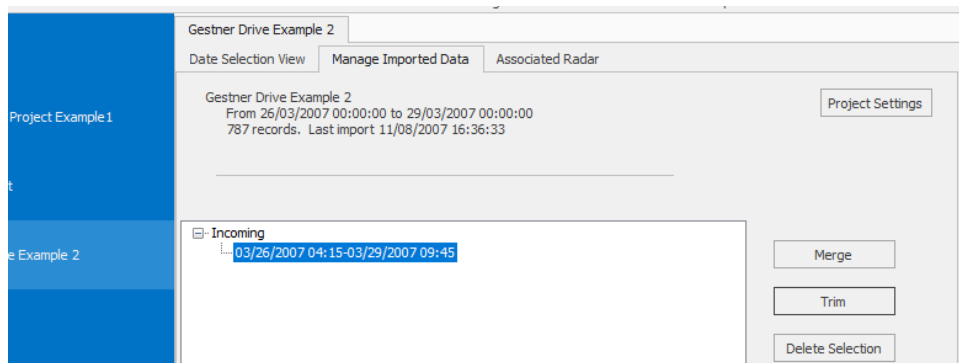 Gestner Drive Example 2
Date Selection View Manage Imported Data Associated Radar
Gestner Drive Example 2
From 26/03/2007 00:00:00 to 29/03/2007 00:00:00
787 records. Last import 11/08/2007 16:36:33
Project Settings
Project Example1
t
e Example 2
Incoming
03/26/2007 04:15-03/29/2007 09:45
Merge
Trim
Delete Selection